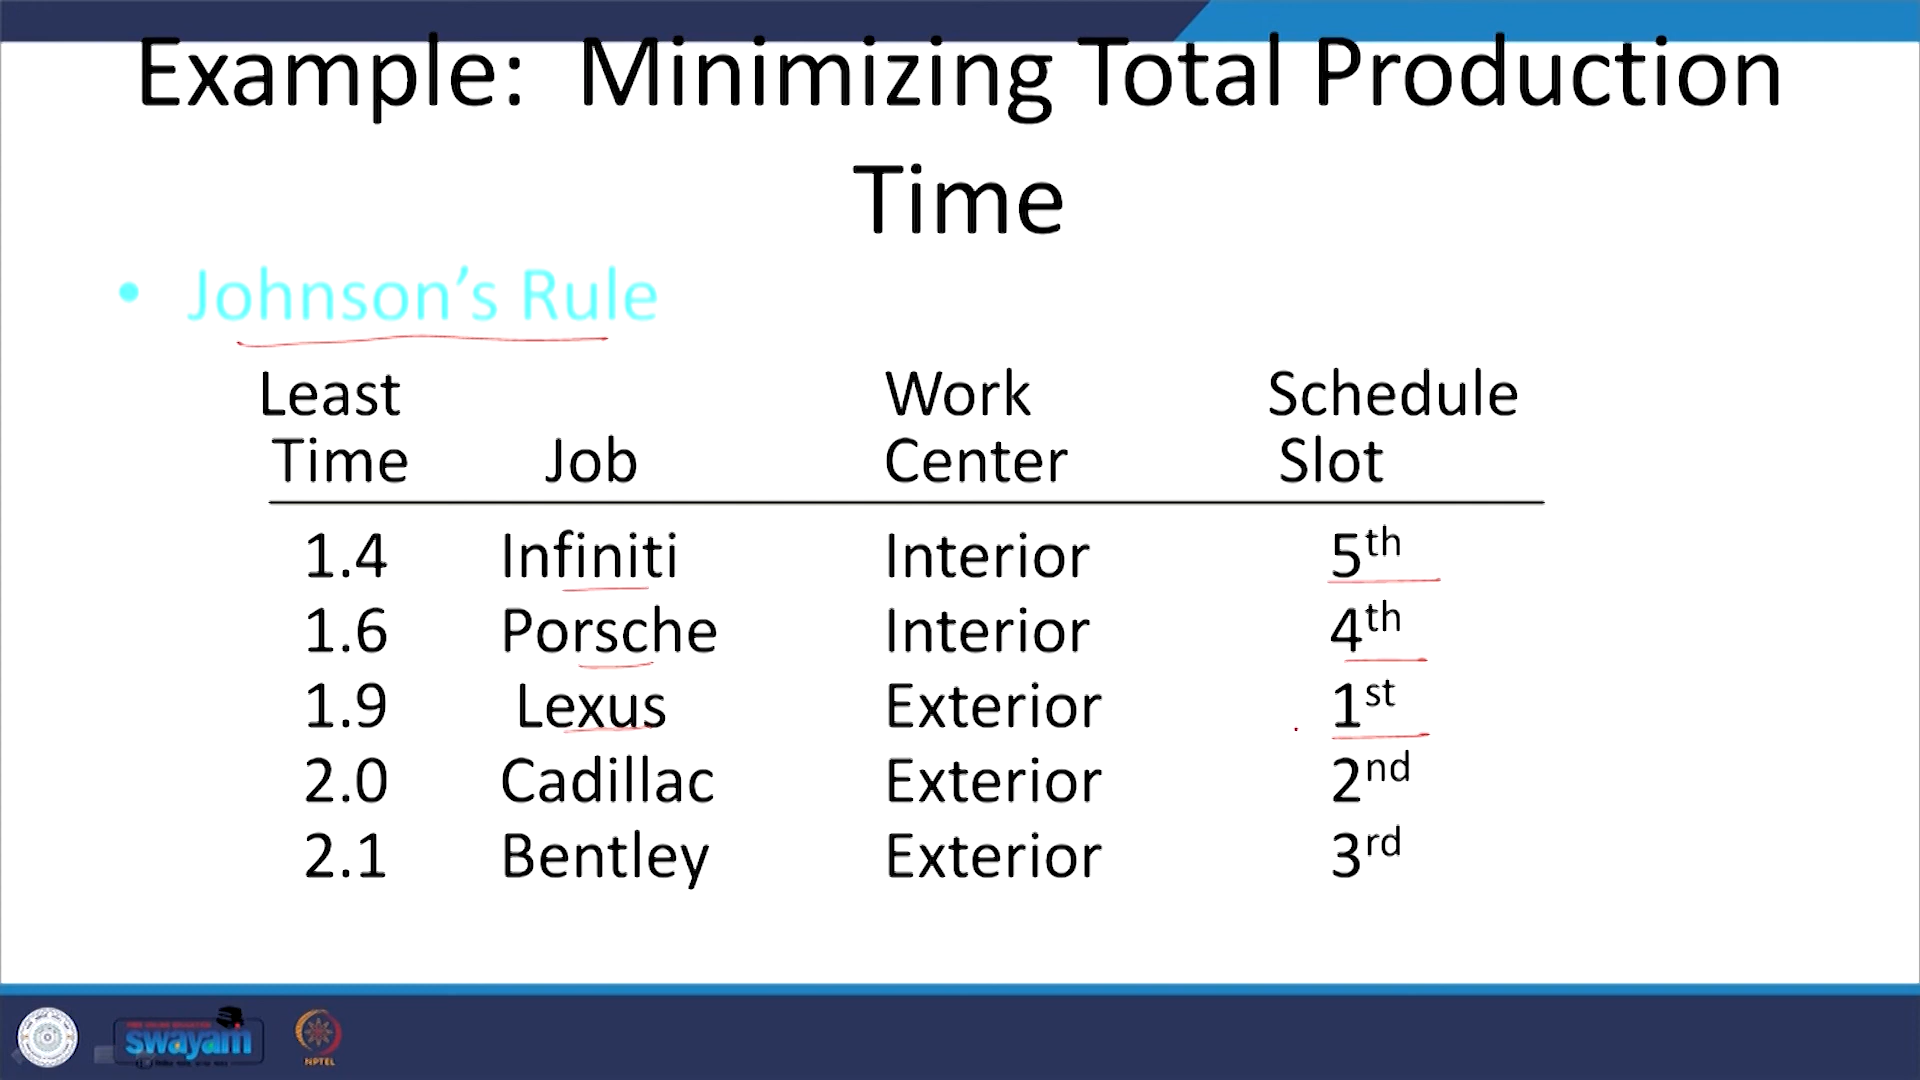 Example: Minimizing Total Production
Time
• Johnson’s Rule
Least Work Schedule
Time Job Center Slot
1.4 Infiniti Interior 5th
1.6 Porsche Interior 4th
1.9 Lexus Exterior 1st
2.0 Cadillac Exterior 2nd
2.1 Bentley Exterior 3rd
swayam
NPTEL